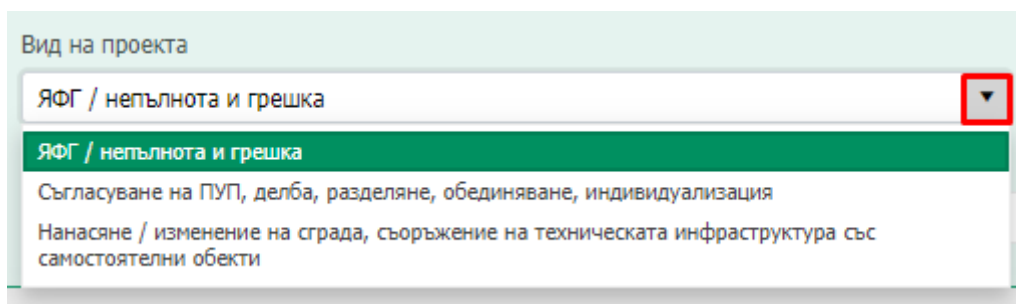 Вид на проекта
ЯФГ / непълнота и грешка
ЯФГ / непълнота и грешка
Съгласуване на ПУП, делба, разделяне, обединяване, индивидуализация
Нанасяне / изменение на сграда, съоръжение на техническата инфраструктура със
самостоятелни обекти